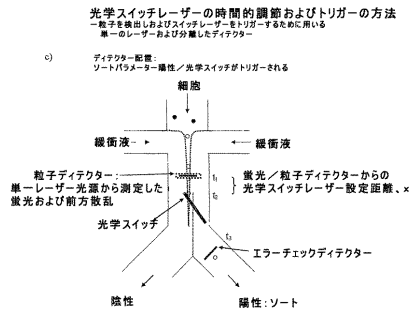 光学スイッチレーザーの時間的調節およびトリガーの方法
－粒子を検出しおよびスイッチレーザーをトリガーするために用いる
単一のレーザーおよび分離したディテクター
c)
ディテクター配置：
ソートパラメーター陽性／光学スイッチがトリガーされる
細胞
緩衝液
緩衝液
粒子ディテクター：
単一レーザー光源から測定した
蛍光および前方散乱
t₁
t₂
蛍光／粒子ディテクターからの
光学スイッチレーザー設定距離、x
光学スイッチ
t₃
エラーチェックディテクター
陰性
陽性：ソート